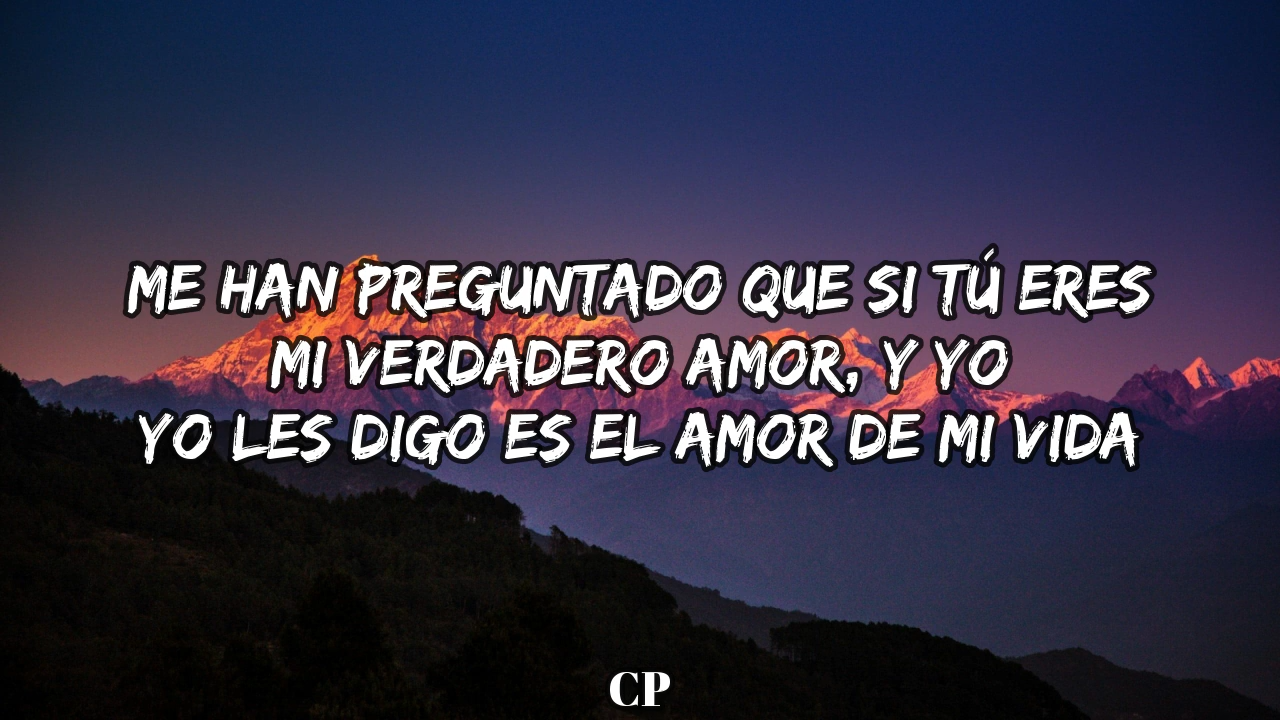 ME HAN PREGUNTADO QUE SI TÚ ERES
MI VERDADERO AMOR, Y YO
YO LES DIGO ES EL AMOR DE MI VIDA
CP